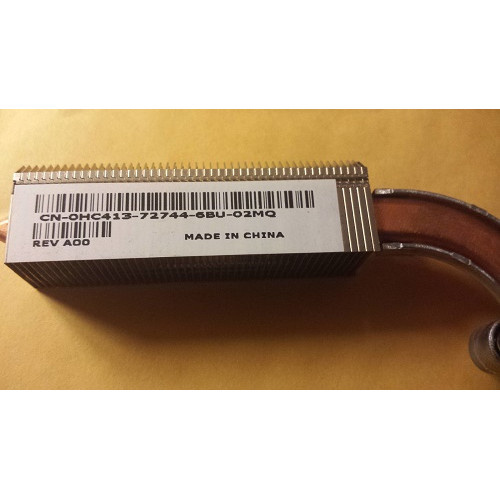 CN-0HC413-72744-6BU-02MQ
REV A00
MADE IN CHINA